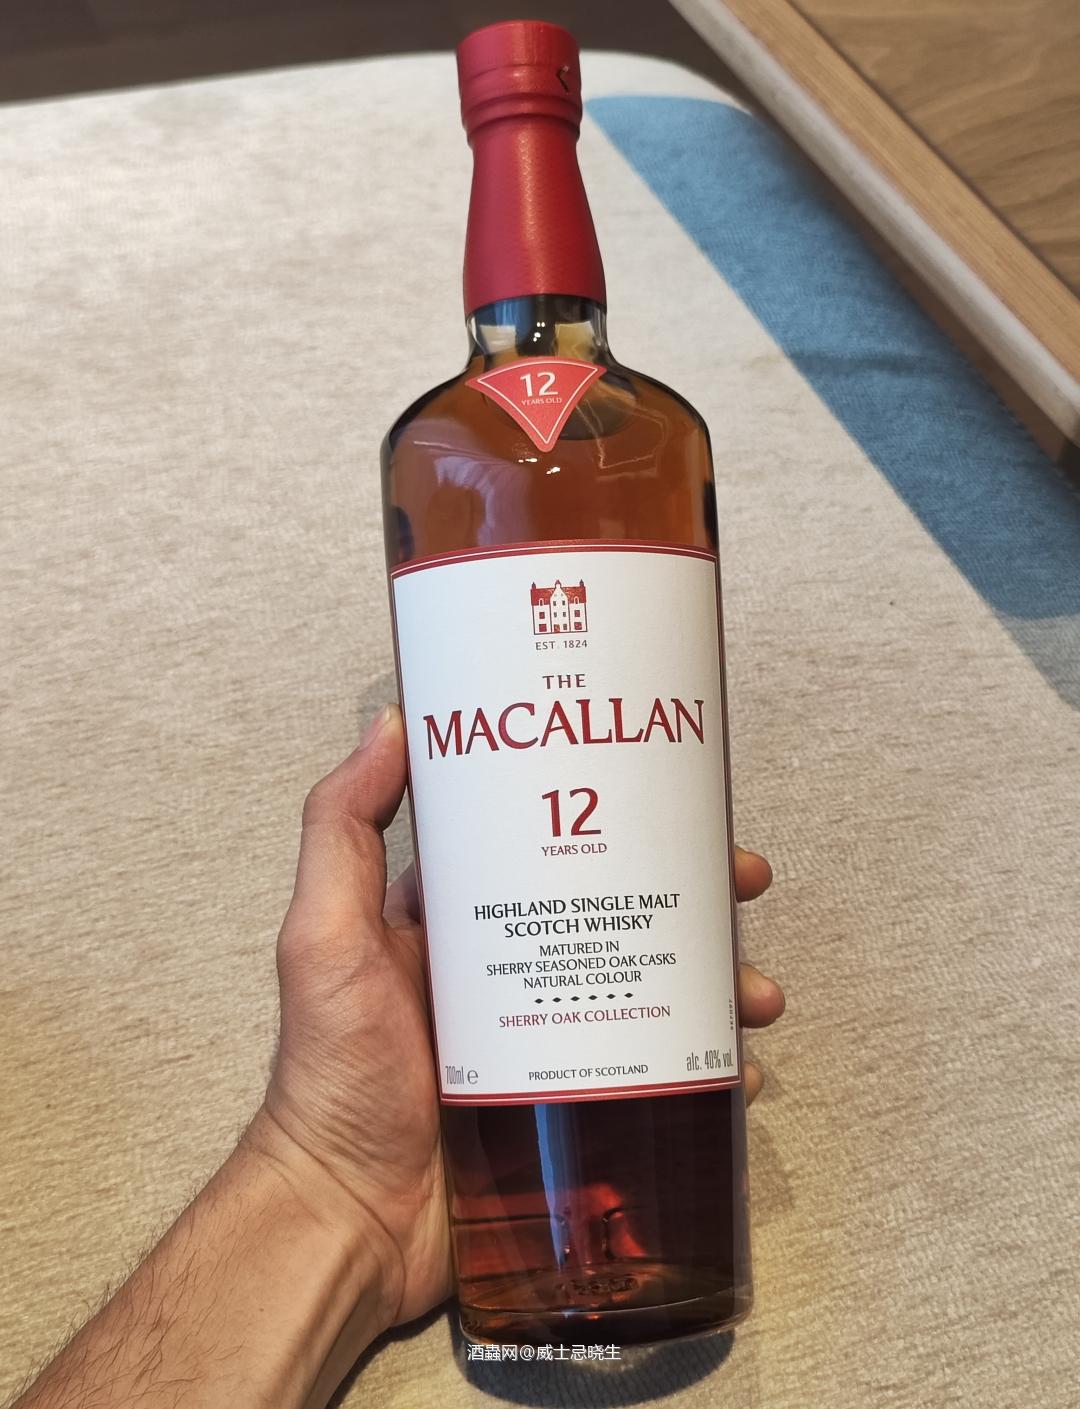 12
YEARS OLD
EST. 1824
THE
MACALLAN
12
YEARS OLD
HIGHLAND SINGLE MALT
SCOTCH WHISKY
MATURED IN
SHERRY SEASONED OAK CASKS
NATURAL COLOUR
SHERRY OAK COLLECTION
700ml e
PRODUCT OF SCOTLAND
alc. 40% vol.
酒蟲网@威士忌晓生